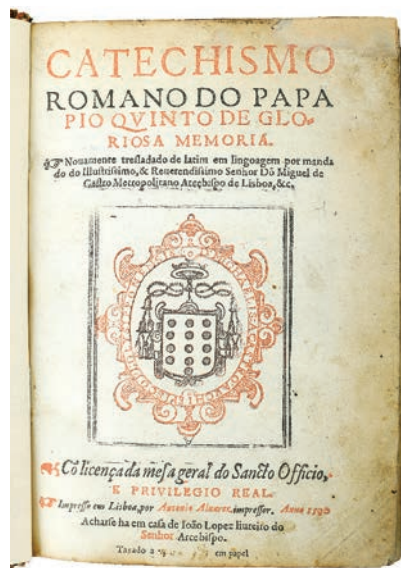 CATECHISMO
ROMANO DO PAPA
PIO QVINTO DE GLO-
RIOSA MEMORIA.
Nouamente tresladado de latim em lingoagem por manda
do do Illustrissimo, & Reuerendissimo Senhor Dõ Miguel de
Castro Metropolitano Arcebispo de Lisboa, &c.
Cõ licença da mesa geral do Sancto Officio,
E PRIVILEGIO REAL.
Impresso em Lisboa, por Antonio Aluarez impressor. Anno 1590
Acharse ha em casa de Ioão Lopez liureiro do
Senhor Arcebispo.
Taxado a em papel